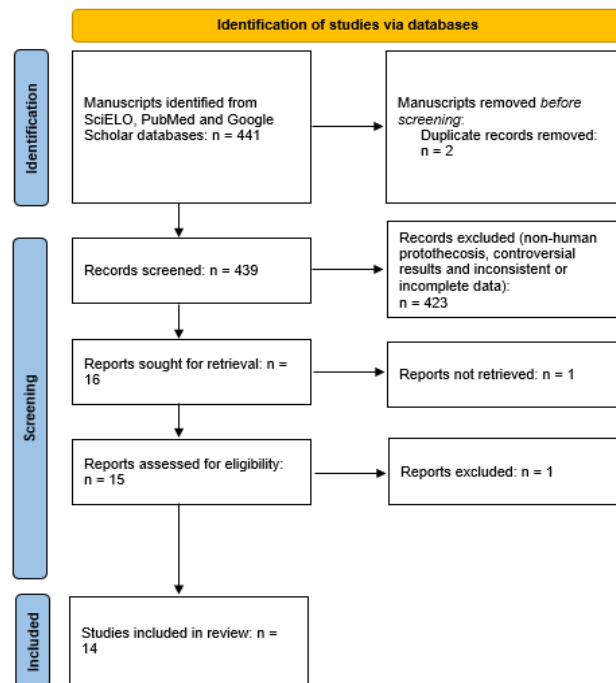 Identification of studies via databases
Identification
Manuscripts identified from
SciELO, PubMed and Google
Scholar databases: n = 441
Manuscripts removed before
screening:
Duplicate records removed:
n = 2
Screening
Records screened: n = 439
Records excluded (non-human
protothecosis, controversial
results and inconsistent or
incomplete data):
n = 423
Reports sought for retrieval: n =
16
Reports not retrieved: n = 1
Reports assessed for eligibility:
n = 15
Reports excluded: n = 1
Included
Studies included in review: n =
14